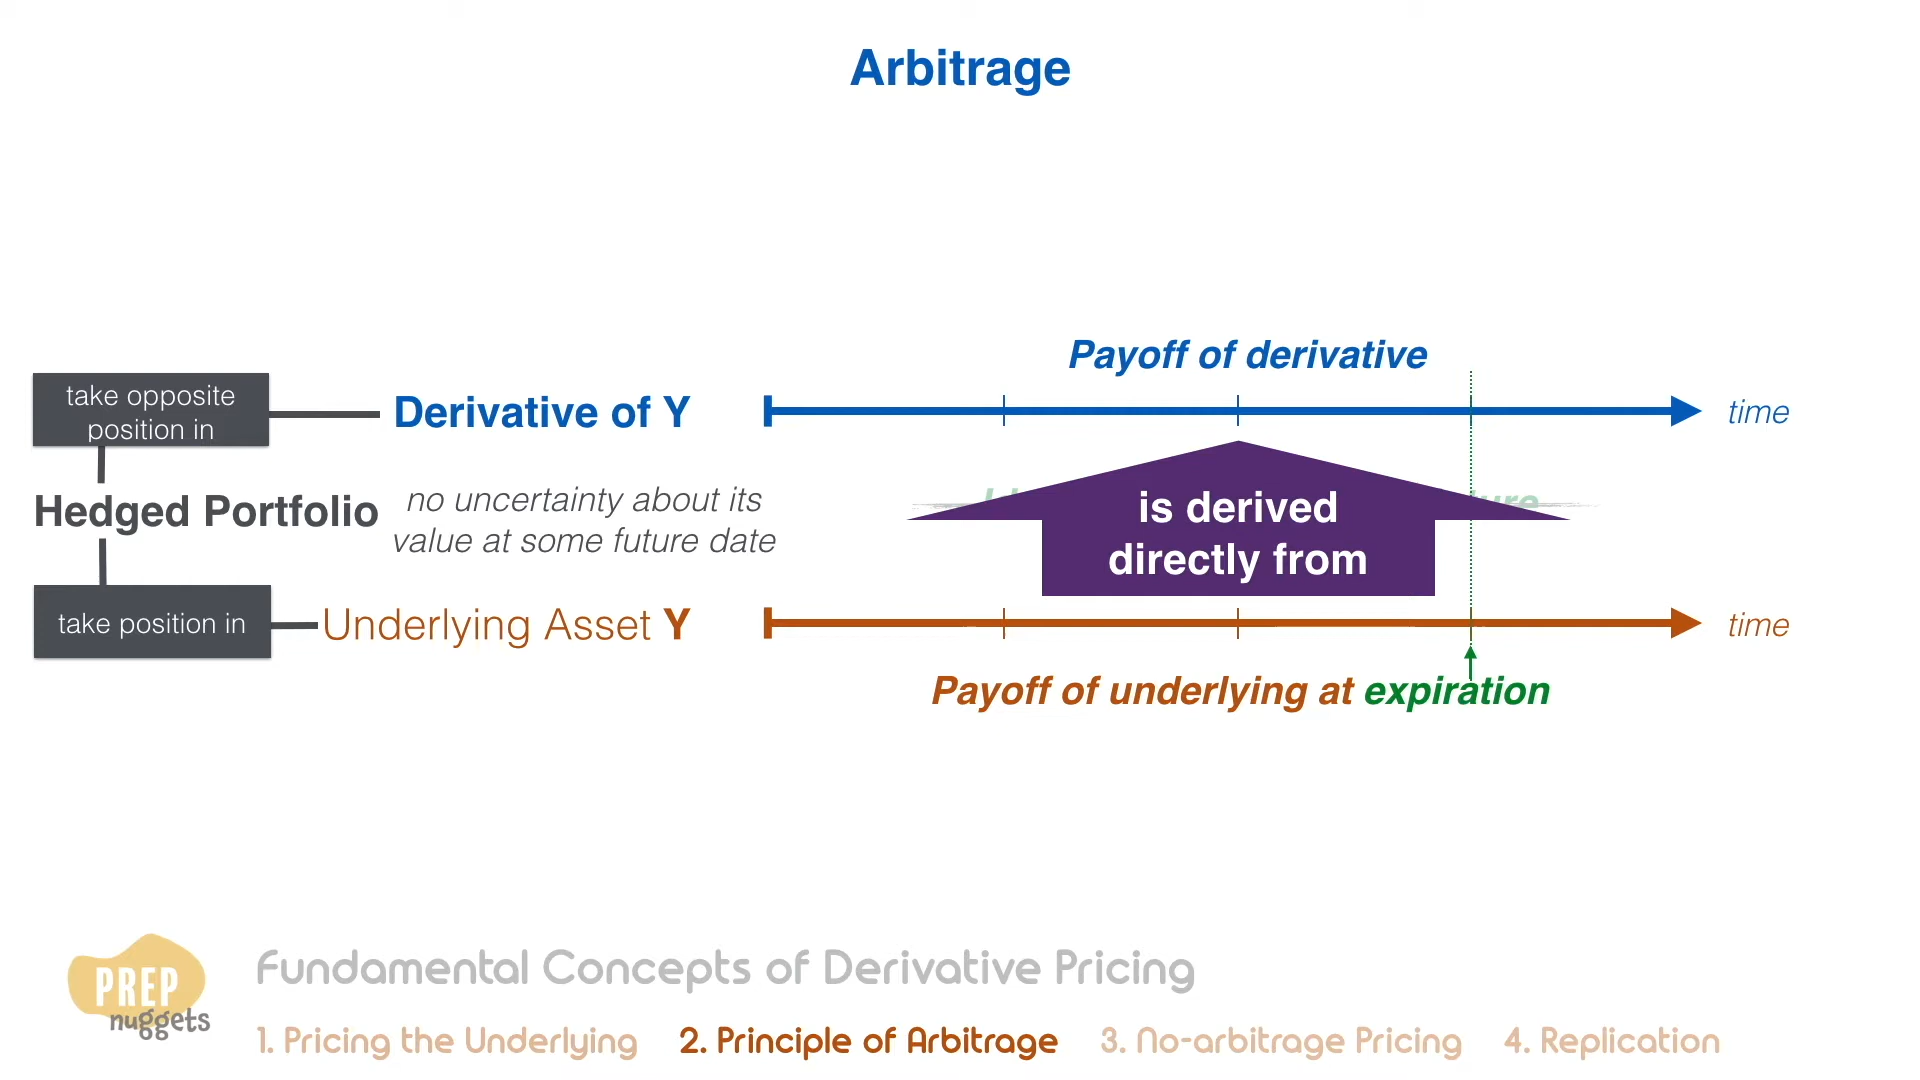 Arbitrage
Payoff of derivative
take opposite
position in
Derivative of Y
time
Hedged Portfolio
no uncertainty about its
value at some future date
is derived
directly from
take position in
Underlying Asset Y
time
Payoff of underlying at expiration
PREP
nuggets
Fundamental Concepts of Derivative Pricing
1. Pricing the Underlying
2. Principle of Arbitrage
3. No-arbitrage Pricing
4. Replication